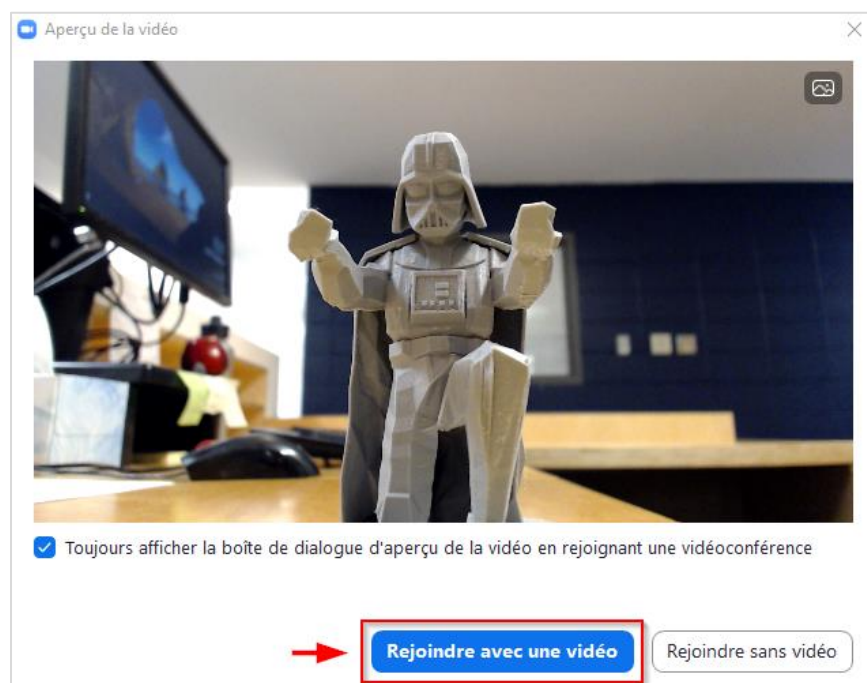 Aperçu de la vidéo
Toujours afficher la boîte de dialogue d'aperçu de la vidéo en rejoignant une vidéoconférence
Rejoindre avec une vidéo
Rejoindre sans vidéo